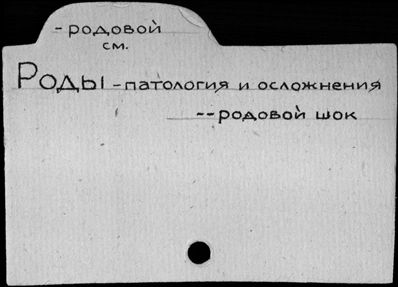 -родовой
см.
Роды -патология и осложнения
--родовой шок